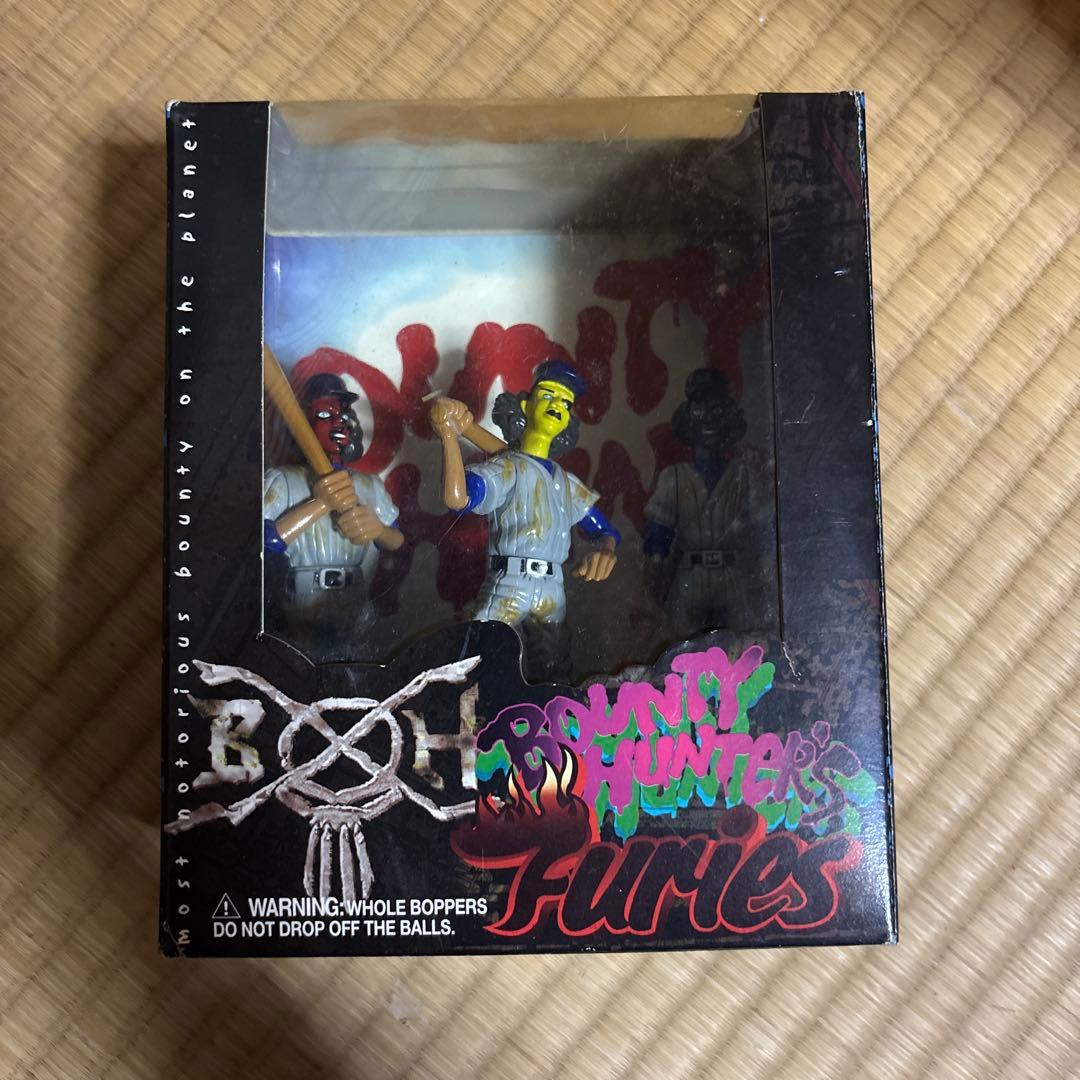 most notorious bounty on the planet
BOUNTY
HUNTER
B H
BOUNTY
HUNTER'S
FURIES
⚠ WARNING: WHOLE BOPPERS
DO NOT DROP OFF THE BALLS.